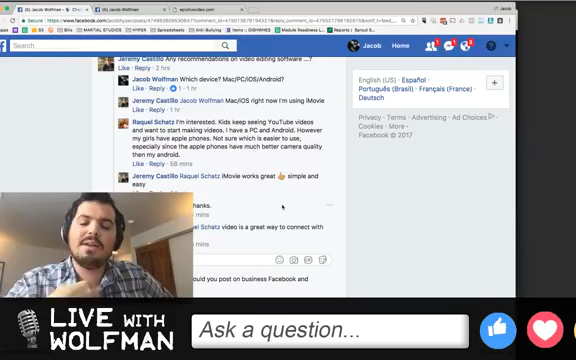 Jacob
Secure
spockvideo.com
Search
Jacob
Home
Jeremy Castillo Any recommendations on video editing software ...?
Like · Reply · 2 hrs
Jacob Wolfman Which device? Mac/PC/iOS/Android?
Like · Reply · 1 · 1 hr
Jeremy Castillo Jacob Wolfman Mac/iOS right now I'm using iMovie
Like · Reply · 1 hr
Raquel Schatz I'm interested. Kids keep seeing YouTube videos
and want to start making videos. I have a PC and Android. However
my girls have apple phones. Not sure which is easier to use,
especially since the apple phones have much better camera quality
then my android.
Like · Reply · 58 mins
Jeremy Castillo Raquel Schatz iMovie works great simple and
easy
hanks.
mins
Schatz video is a great way to connect with
mins
ould you post on business Facebook and
English (US) · Español ·
Português (Brasil) · Français (France) ·
Deutsch
Privacy · Terms · Advertising · Ad Choices
Cookies · More ·
Facebook © 2017
LIVE WITH
WOLFMAN
Ask a question...